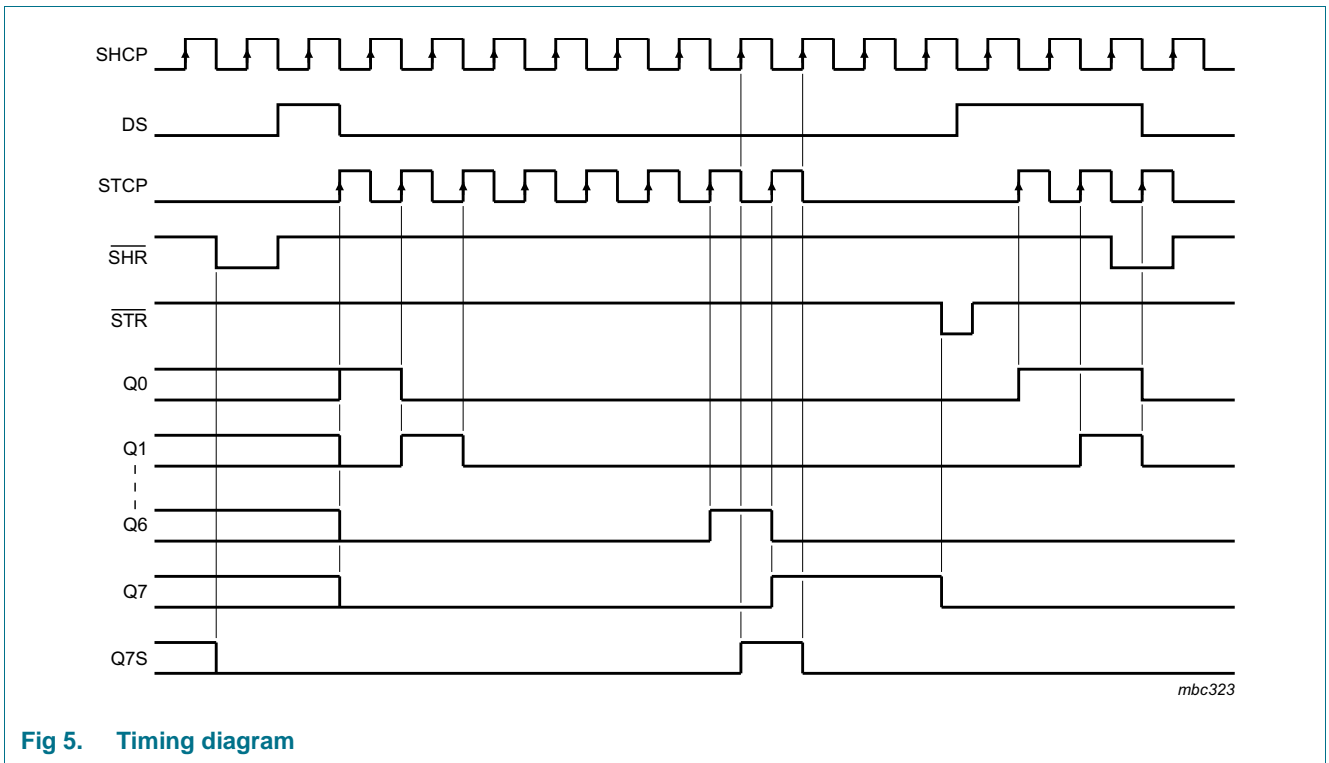 SHCP
DS
STCP
SHR
STR
Q0
Q1
Q6
Q7
Q7S
mbc323
Fig 5. Timing diagram